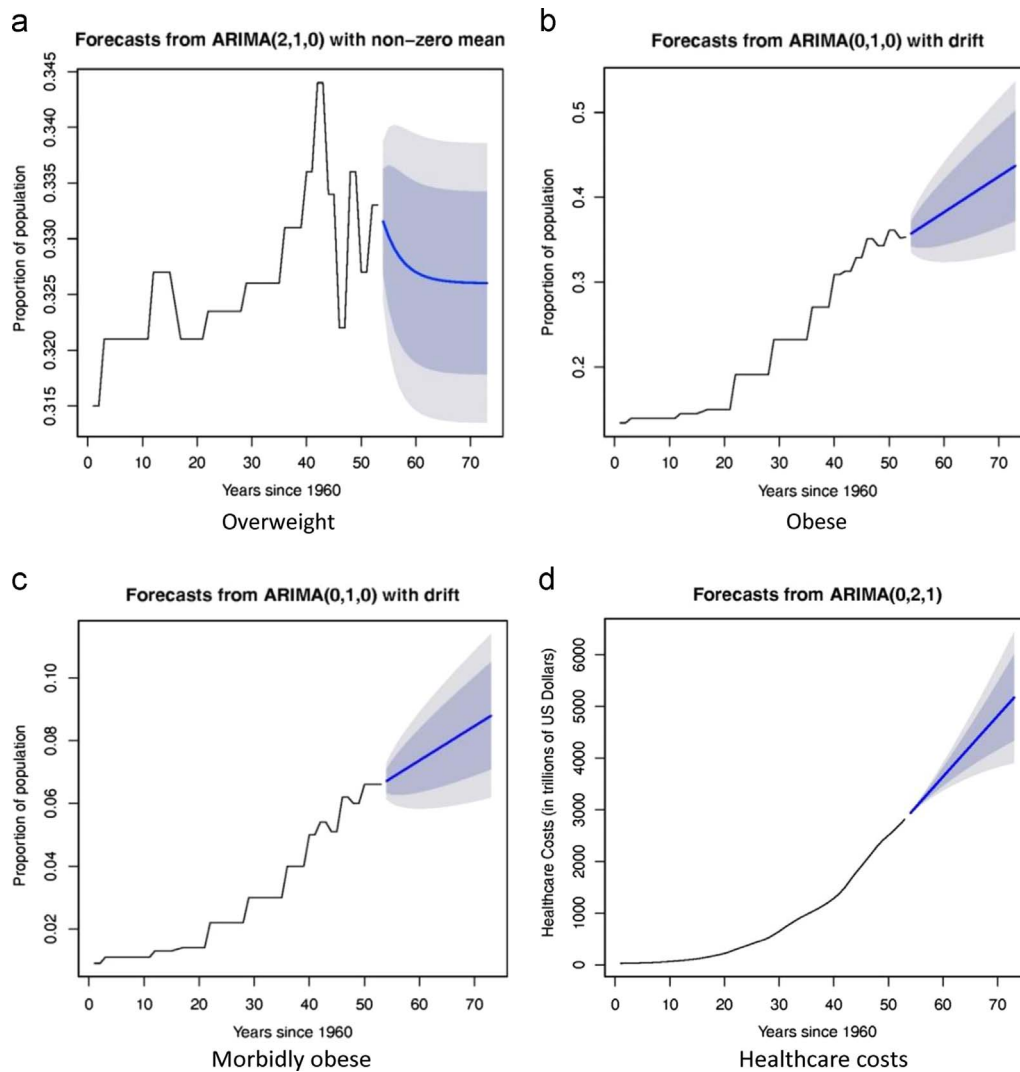 a
Forecasts from ARIMA(2,1,0) with non−zero mean
Proportion of population
0.345
0.340
0.335
0.330
0.325
0.320
0.315
0 10 20 30 40 50 60 70
Years since 1960
Overweight
b
Forecasts from ARIMA(0,1,0) with drift
Proportion of population
0.5
0.4
0.3
0.2
0 10 20 30 40 50 60 70
Years since 1960
Obese
c
Forecasts from ARIMA(0,1,0) with drift
Proportion of population
0.10
0.08
0.06
0.04
0.02
0 10 20 30 40 50 60 70
Years since 1960
Morbidly obese
d
Forecasts from ARIMA(0,2,1)
Healthcare Costs (in trillions of US Dollars)
6000
5000
4000
3000
2000
1000
0
0 10 20 30 40 50 60 70
Years since 1960
Healthcare costs